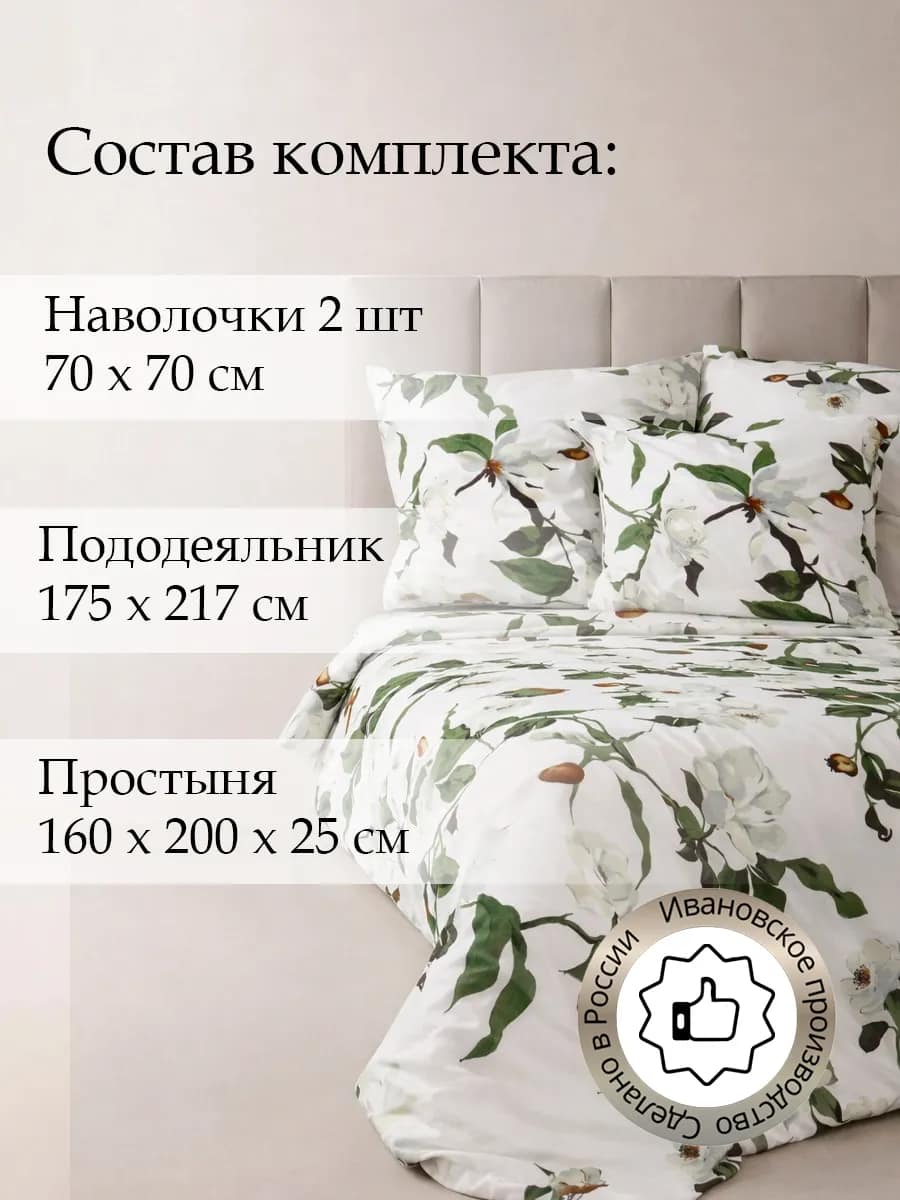 Состав комплекта:
Наволочки 2 шт
70 х 70 см
Пододеяльник
175 х 217 см
Простыня
160 х 200 х 25 см
Ивановское производство
Сделано в России